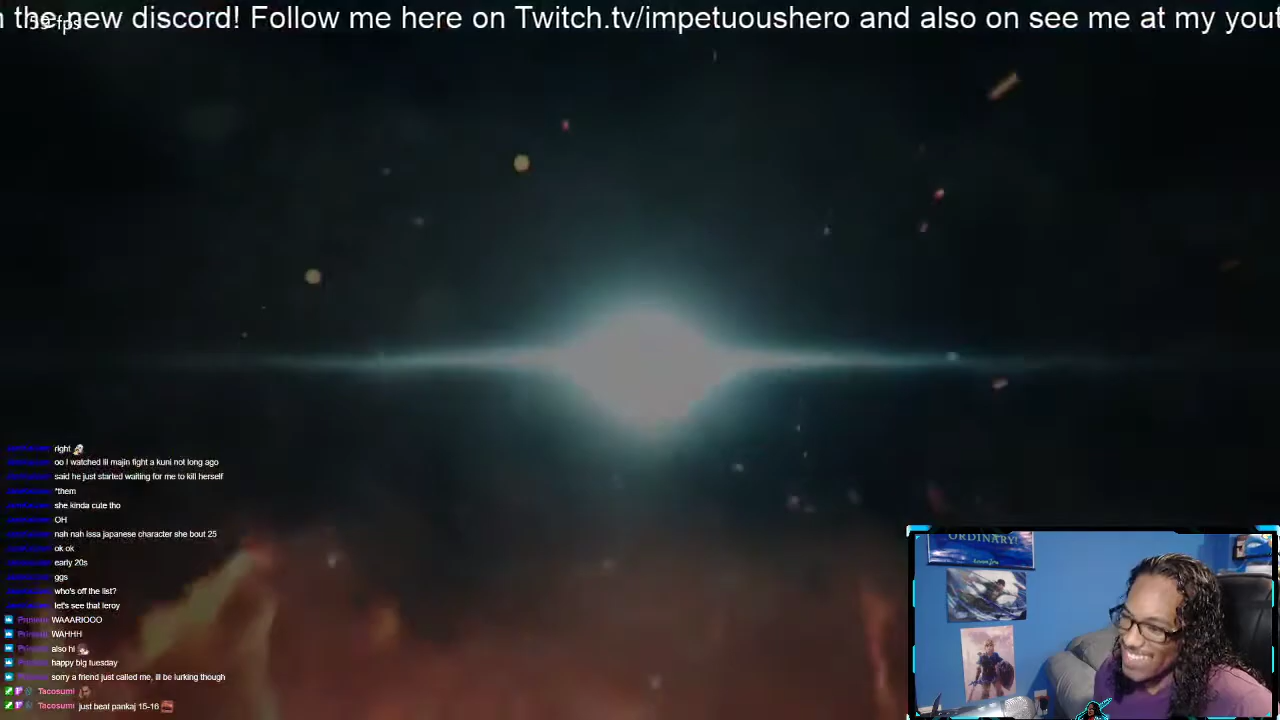 n the new discord! Follow me here on Twitch.tv/impetuoushero and also on see me at my yout
59 fps
right
oo I watched lil majin fight a kuni not long ago
said he just started waiting for me to kill herself
*them
she kinda cute tho
OH
nah nah issa japanese character she bout 25
ok ok
early 20s
ggs
who's off the list?
let's see that leroy
WAAARIOOO
WAHHH
also hi
happy big tuesday
sorry a friend just called me, ill be lurking though
Tacosumi
Tacosumi just beat pankaj 15-16
ORDINARY!